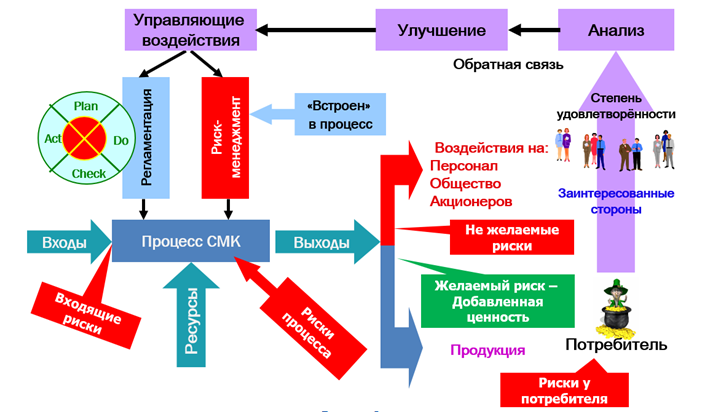 Управляющие
воздействия
Улучшение
Анализ
Обратная связь
Plan
Act
Do
Check
Регламентация
Риск-
менеджмент
«Встроен»
в процесс
Степень
удовлетворённости
Заинтересованные
стороны
Воздействия на:
Персонал
Общество
Акционеров
Не желаемые
риски
Входы
Процесс СМК
Выходы
Желаемый риск –
Добавленная
ценность
Входящие
риски
Ресурсы
Риски
процесса
Продукция
Потребитель
Риски у
потребителя